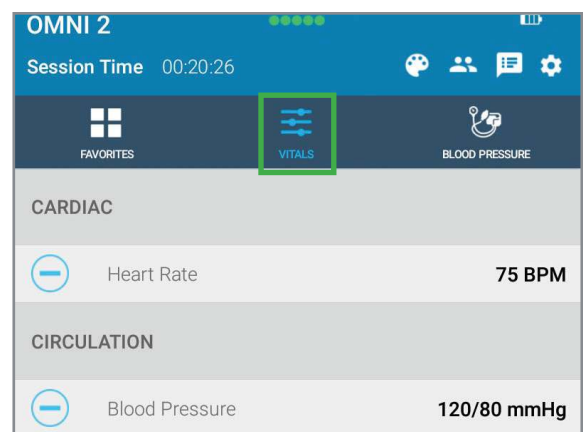 OMNI 2
Session Time 00:20:26
FAVORITES VITALS BLOOD PRESSURE
CARDIAC
Heart Rate 75 BPM
CIRCULATION
Blood Pressure 120/80 mmHg